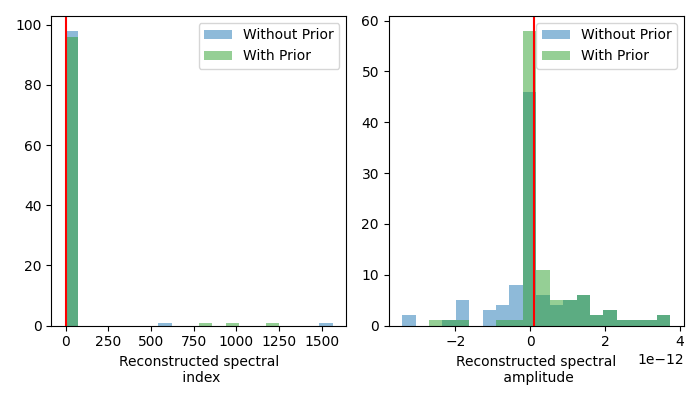 100
80
60
40
20
0
0 250 500 750 1000 1250 1500
Reconstructed spectral
index
Without Prior
With Prior
60
50
40
30
20
10
0
−2 0 2 4
1e−12
Reconstructed spectral
amplitude
Without Prior
With Prior